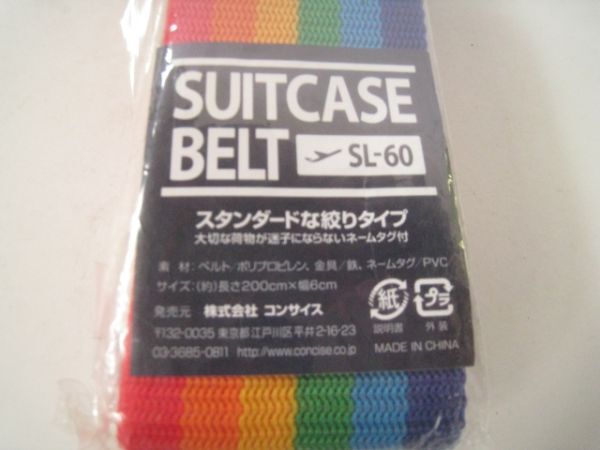 SUITCASE
BELT SL-60
スタンダードな絞りタイプ
大切な荷物が迷子にならないネームタグ付
素 材: ベルト/ポリプロピレン、金具/鉄、ネームタグ/PVC
サイズ: (約)長さ200cm×幅6cm
発売元 株式会社 コンサイス
〒132-0035 東京都江戸川区平井2-16-23
03-3685-0811 http://www.concise.co.jp
紙 プラ
説明書 外装
MADE IN CHINA